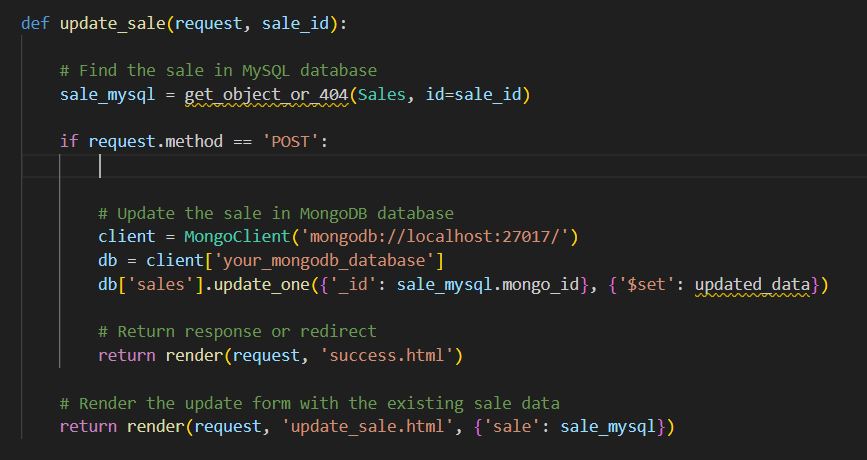 def update_sale(request, sale_id):
# Find the sale in MySQL database
sale_mysql = get_object_or_404(Sales, id=sale_id)
if request.method == 'POST':
# Update the sale in MongoDB database
client = MongoClient('mongodb://localhost:27017/')
db = client['your_mongodb_database']
db['sales'].update_one({'_id': sale_mysql.mongo_id}, {'$set': updated_data})
# Return response or redirect
return render(request, 'success.html')
# Render the update form with the existing sale data
return render(request, 'update_sale.html', {'sale': sale_mysql})